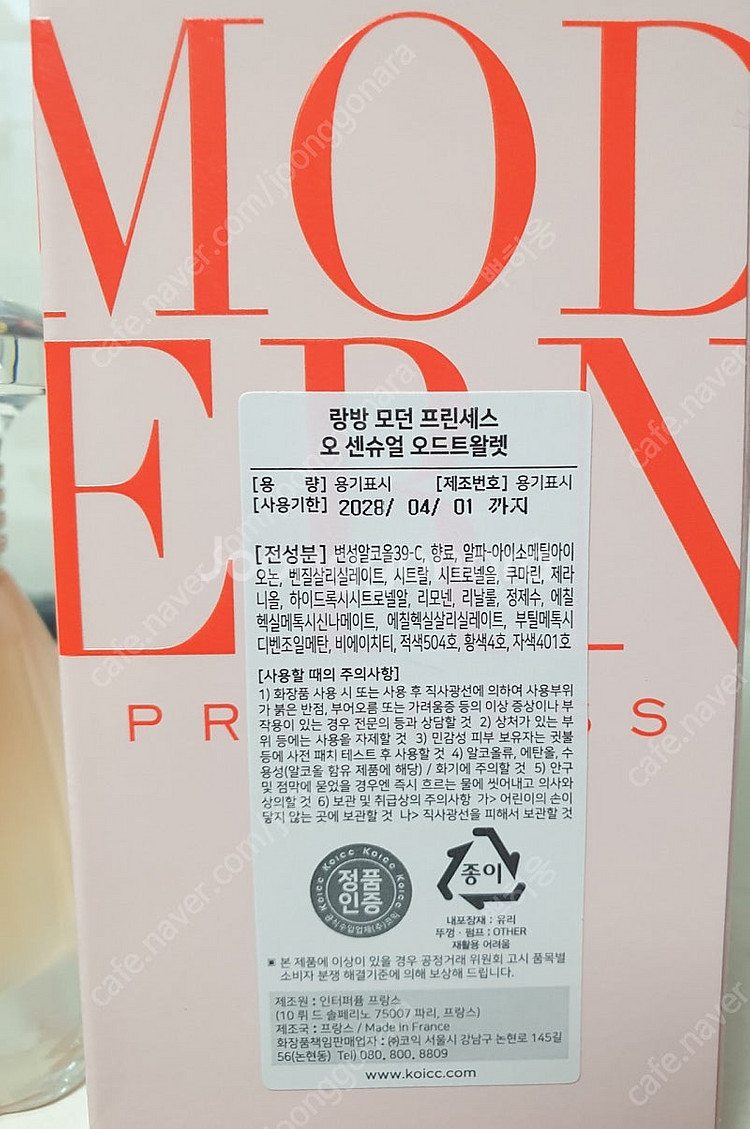 MOD
ERN
PR SS
랑방 모던 프린세스
오 센슈얼 오드트왈렛
[용 량] 용기표시 [제조번호] 용기표시
[사용기한] 2028/ 04/ 01 까지
[전성분] 변성알코올39-C, 향료, 알파-아이소메틸아이
오논, 벤질살리실레이트, 시트랄, 시트로넬올, 쿠마린, 제라
니올, 하이드록시시트로넬알, 리모넨, 리날룰, 정제수, 에칠
헥실메톡시신나메이트, 에칠헥실살리실레이트, 부틸메톡시
디벤조일메탄, 비에이치티, 적색504호, 황색4호, 자색401호
[사용할 때의 주의사항]
1) 화장품 사용 시 또는 사용 후 직사광선에 의하여 사용부위
가 붉은 반점, 부어오름 또는 가려움증 등의 이상 증상이나 부
작용이 있는 경우 전문의 등과 상담할 것 2) 상처가 있는 부
위 등에는 사용을 자제할 것 3) 민감성 피부 보유자는 귓불
등에 사전 패치 테스트 후 사용할 것 4) 알코올류, 에탄올, 수
용성(알코올 함유 제품에 해당) / 화기에 주의할 것 5) 안구
및 점막에 묻었을 경우엔 즉시 흐르는 물에 씻어내고 의사와
상의할 것 6) 보관 및 취급상의 주의사항 가> 어린이의 손이
닿지 않는 곳에 보관할 것 나> 직사광선을 피해서 보관할 것
Koicc Koicc Koicc Koicc
정품
인증
공식수입업체(주)코익
종이
내포장재 : 유리
뚜껑·펌프 : OTHER
재활용 어려움
▣ 본 제품에 이상이 있을 경우 공정거래 위원회 고시 품목별
소비자 분쟁 해결기준에 의해 보상해 드립니다.
제조원 : 인터퍼퓸 프랑스
(10 뤼 드 솔페리노 75007 파리, 프랑스)
제조국 : 프랑스 / Made in France
화장품책임판매업자 : ㈜코익 서울시 강남구 논현로 145길
56(논현동) Tel) 080. 800. 8809
www.koicc.com
cafe.naver.com/joonggonara